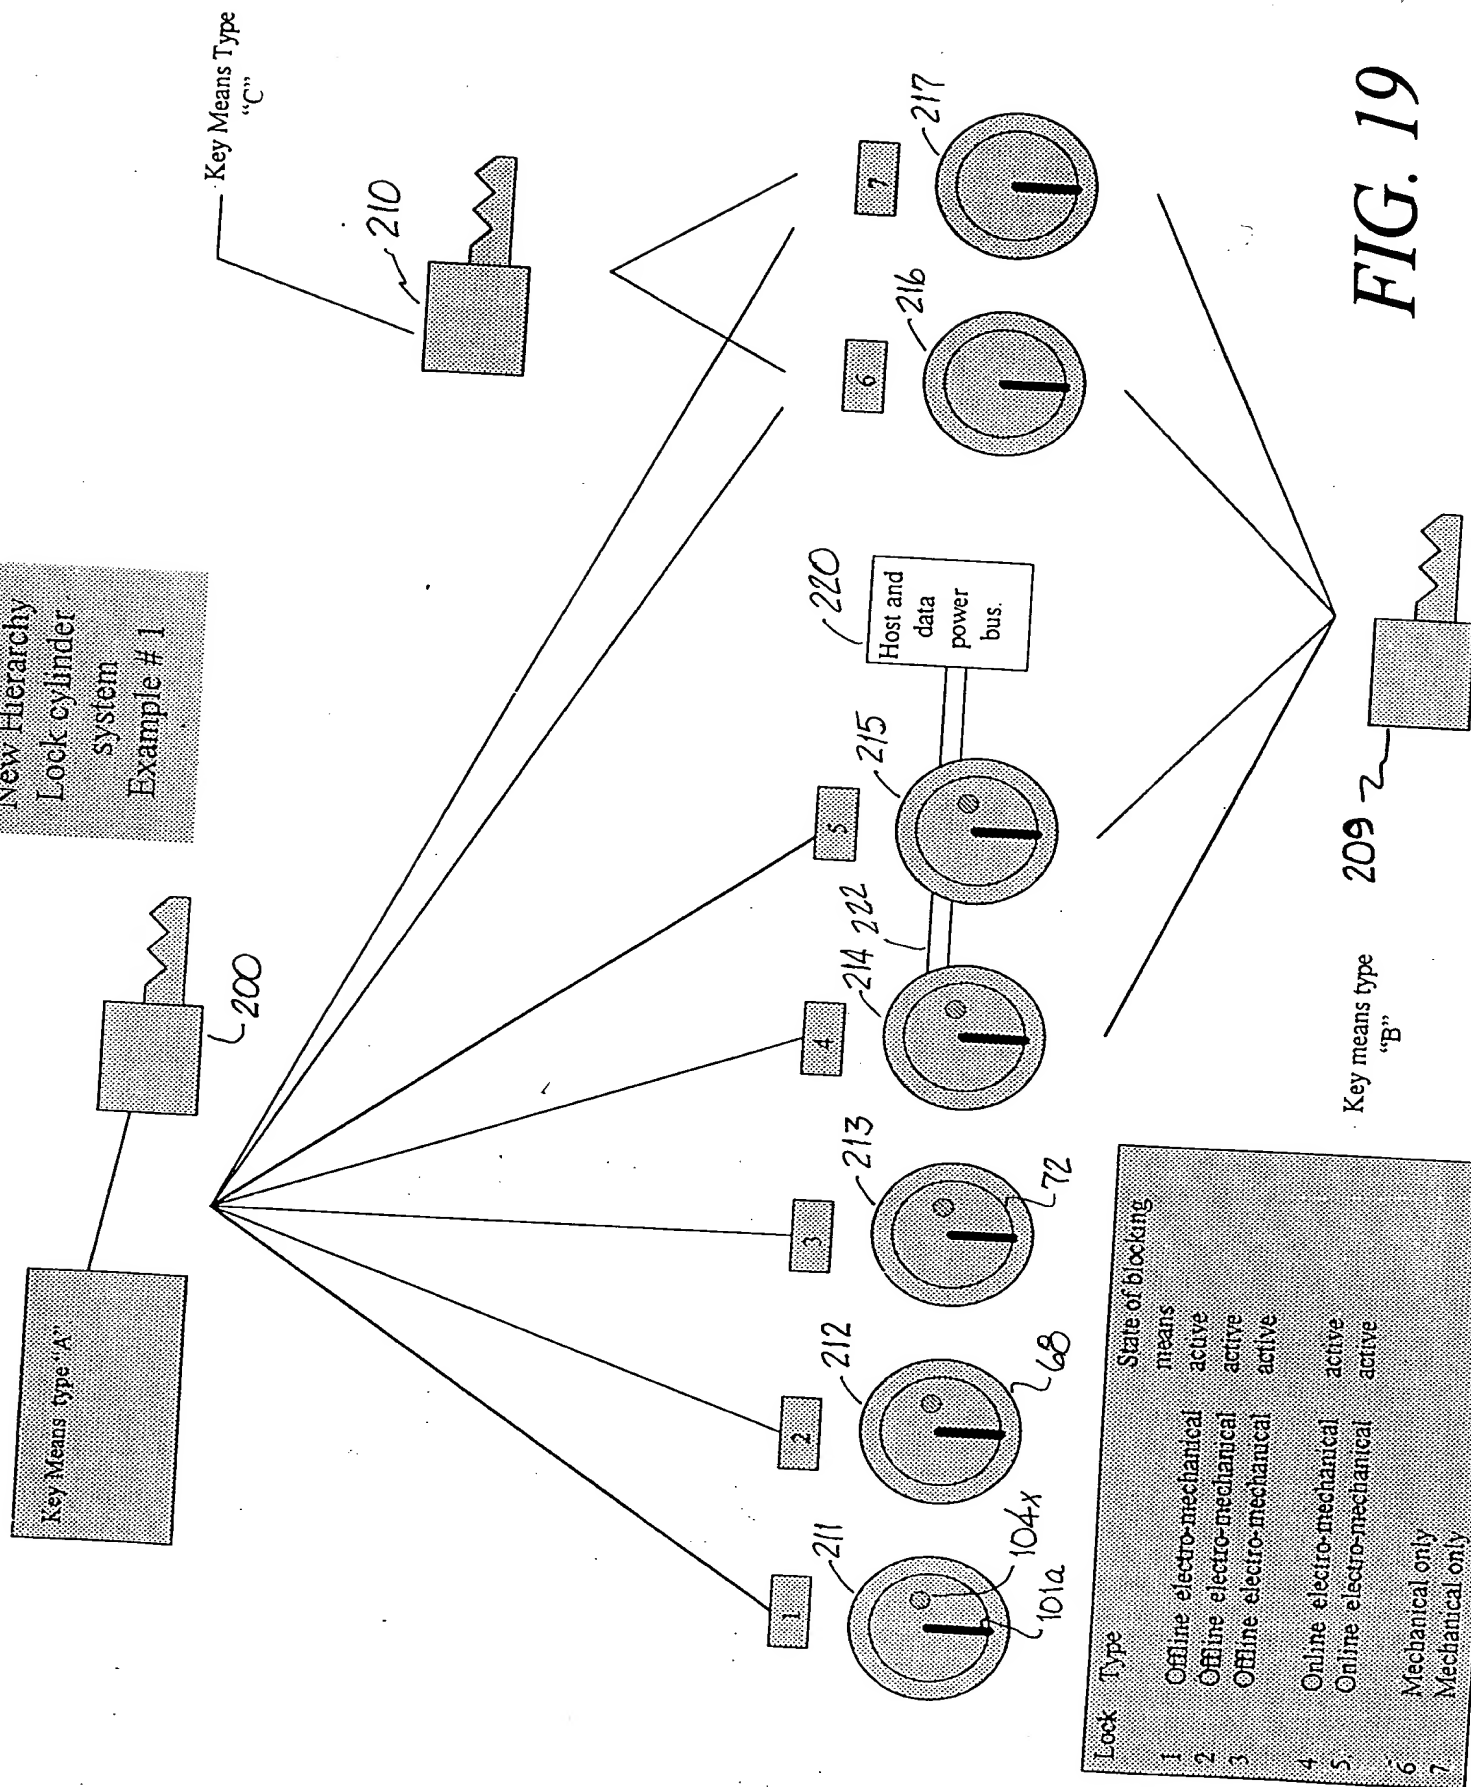 New Hierarchy
Lock cylinder
system
Example # 1
Key Means type "A"
200
Key Means Type
"C"
210
1
2
3
4
5
6
7
211
212
213
214
222
215
220
216
217
Host and
data
power
bus.
104x
101a
68
72
Key means type
"B"
209
Lock Type State of blocking
means
1 Offline electro-mechanical active
2 Offline electro-mechanical active
3 Offline electro-mechanical active
4 Online electro-mechanical active
5. Online electro-mechanical active
6 Mechanical only
7. Mechanical only
FIG. 19